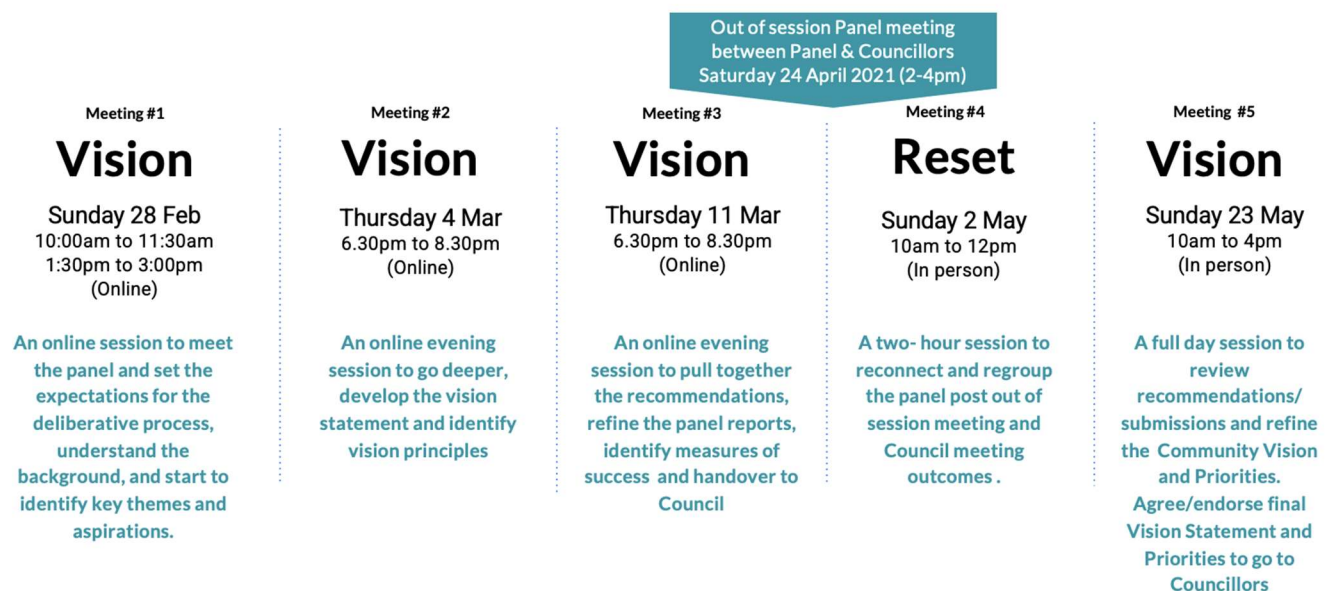 Out of session Panel meeting
between Panel & Councillors
Saturday 24 April 2021 (2-4pm)
Meeting #1
Vision
Sunday 28 Feb
10:00am to 11:30am
1:30pm to 3:00pm
(Online)
An online session to meet
the panel and set the
expectations for the
deliberative process,
understand the
background, and start to
identify key themes and
aspirations.
Meeting #2
Vision
Thursday 4 Mar
6.30pm to 8.30pm
(Online)
An online evening
session to go deeper,
develop the vision
statement and identify
vision principles
Meeting #3
Vision
Thursday 11 Mar
6.30pm to 8.30pm
(Online)
An online evening
session to pull together
the recommendations,
refine the panel reports,
identify measures of
success and handover to
Council
Meeting #4
Reset
Sunday 2 May
10am to 12pm
(In person)
A two- hour session to
reconnect and regroup
the panel post out of
session meeting and
Council meeting
outcomes .
Meeting #5
Vision
Sunday 23 May
10am to 4pm
(In person)
A full day session to
review
recommendations/
submissions and refine
the Community Vision
and Priorities.
Agree/endorse final
Vision Statement and
Priorities to go to
Councillors